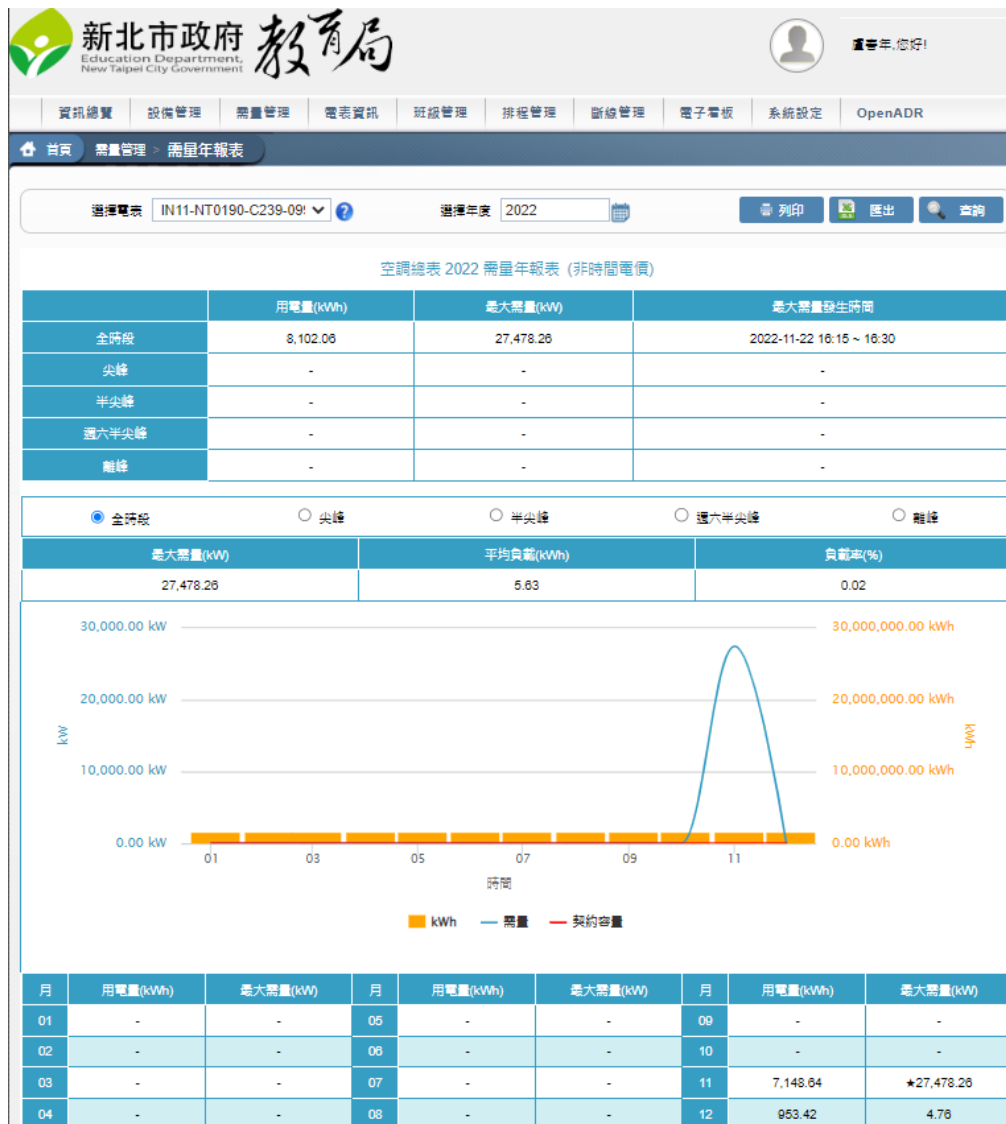 新北市政府 教育局
Education Department,
New Taipei City Government
盧春年,您好!
資訊總覽 設備管理 需量管理 電表資訊 班級管理 排程管理 斷線管理 電子看板 系統設定 OpenADR
首頁 需量管理 > 需量年報表
選擇電表 IN11-NT0190-C239-09 ? 選擇年度 2022 列印 匯出 查詢
空調總表 2022 需量年報表 (非時間電價)
用電量(kWh) 最大需量(kW) 最大需量發生時間
全時段 8,102.06 27,478.26 2022-11-22 16:15 ~ 16:30
尖峰 - - -
半尖峰 - - -
週六半尖峰 - - -
離峰 - - -
全時段 尖峰 半尖峰 週六半尖峰 離峰
最大需量(kW) 平均負載(kWh) 負載率(%)
27,478.26 5.63 0.02
30,000.00 kW 30,000,000.00 kWh
20,000.00 kW 20,000,000.00 kWh
kW kWh
10,000.00 kW 10,000,000.00 kWh
0.00 kW 0.00 kWh
01 03 05 07 09 11
時間
kWh 需量 契約容量
月 用電量(kWh) 最大需量(kW) 月 用電量(kWh) 最大需量(kW) 月 用電量(kWh) 最大需量(kW)
01 - - 05 - - 09 - -
02 - - 06 - - 10 - -
03 - - 07 - - 11 7,148.64 ★27,478.26
04 - - 08 - - 12 953.42 4.76